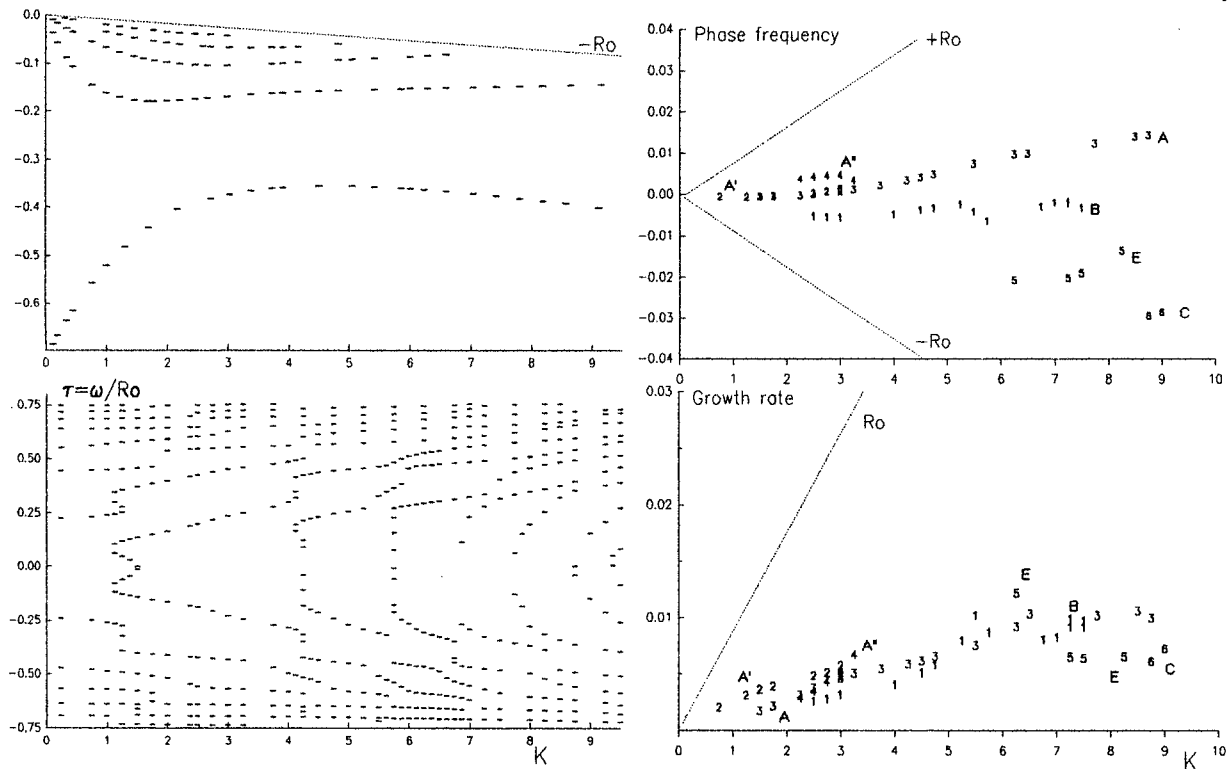 0.0
-0.1
-0.2
-0.3
-0.4
-0.5
-0.6
−Ro
0 1 2 3 4 5 6 7 8 9
τ=ω/Ro
0.75
0.50
0.25
0.00
-0.25
-0.50
-0.75
0 1 2 3 4 5 6 7 8 9
K
Phase frequency
0.04
0.03
0.02
0.01
0.00
-0.01
-0.02
-0.03
-0.04
+Ro
−Ro
A'
A"
A
B
E
C
0 1 2 3 4 5 6 7 8 9 10
Growth rate
0.03
0.02
0.01
Ro
A'
A
A"
E
B
E
C
0 1 2 3 4 5 6 7 8 9 10
K